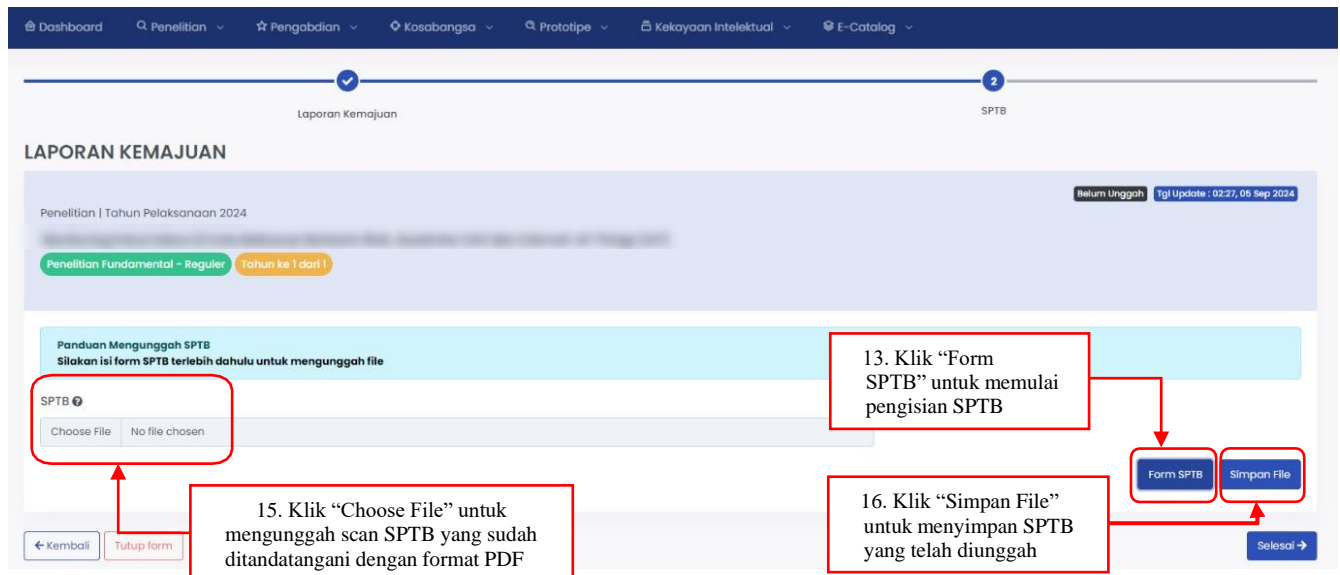 Dashboard Penelitian Pengabdian Kosabangsa Prototipe Kekayaan Intelektual E-Catalog
2
Laporan Kemajuan SPTB
LAPORAN KEMAJUAN
Belum Unggah Tgl Update : 02:27, 05 Sep 2024
Penelitian | Tahun Pelaksanaan 2024
Penelitian Fundamental - Reguler Tahun ke 1 dari 1
Panduan Mengunggah SPTB
Silakan isi form SPTB terlebih dahulu untuk mengunggah file
13. Klik “Form
SPTB” untuk memulai
pengisian SPTB
SPTB
Choose File No file chosen
Form SPTB Simpan File
15. Klik “Choose File” untuk
mengunggah scan SPTB yang sudah
ditandatangani dengan format PDF
16. Klik “Simpan File”
untuk menyimpan SPTB
yang telah diunggah
Kembali Tutup form Selesai